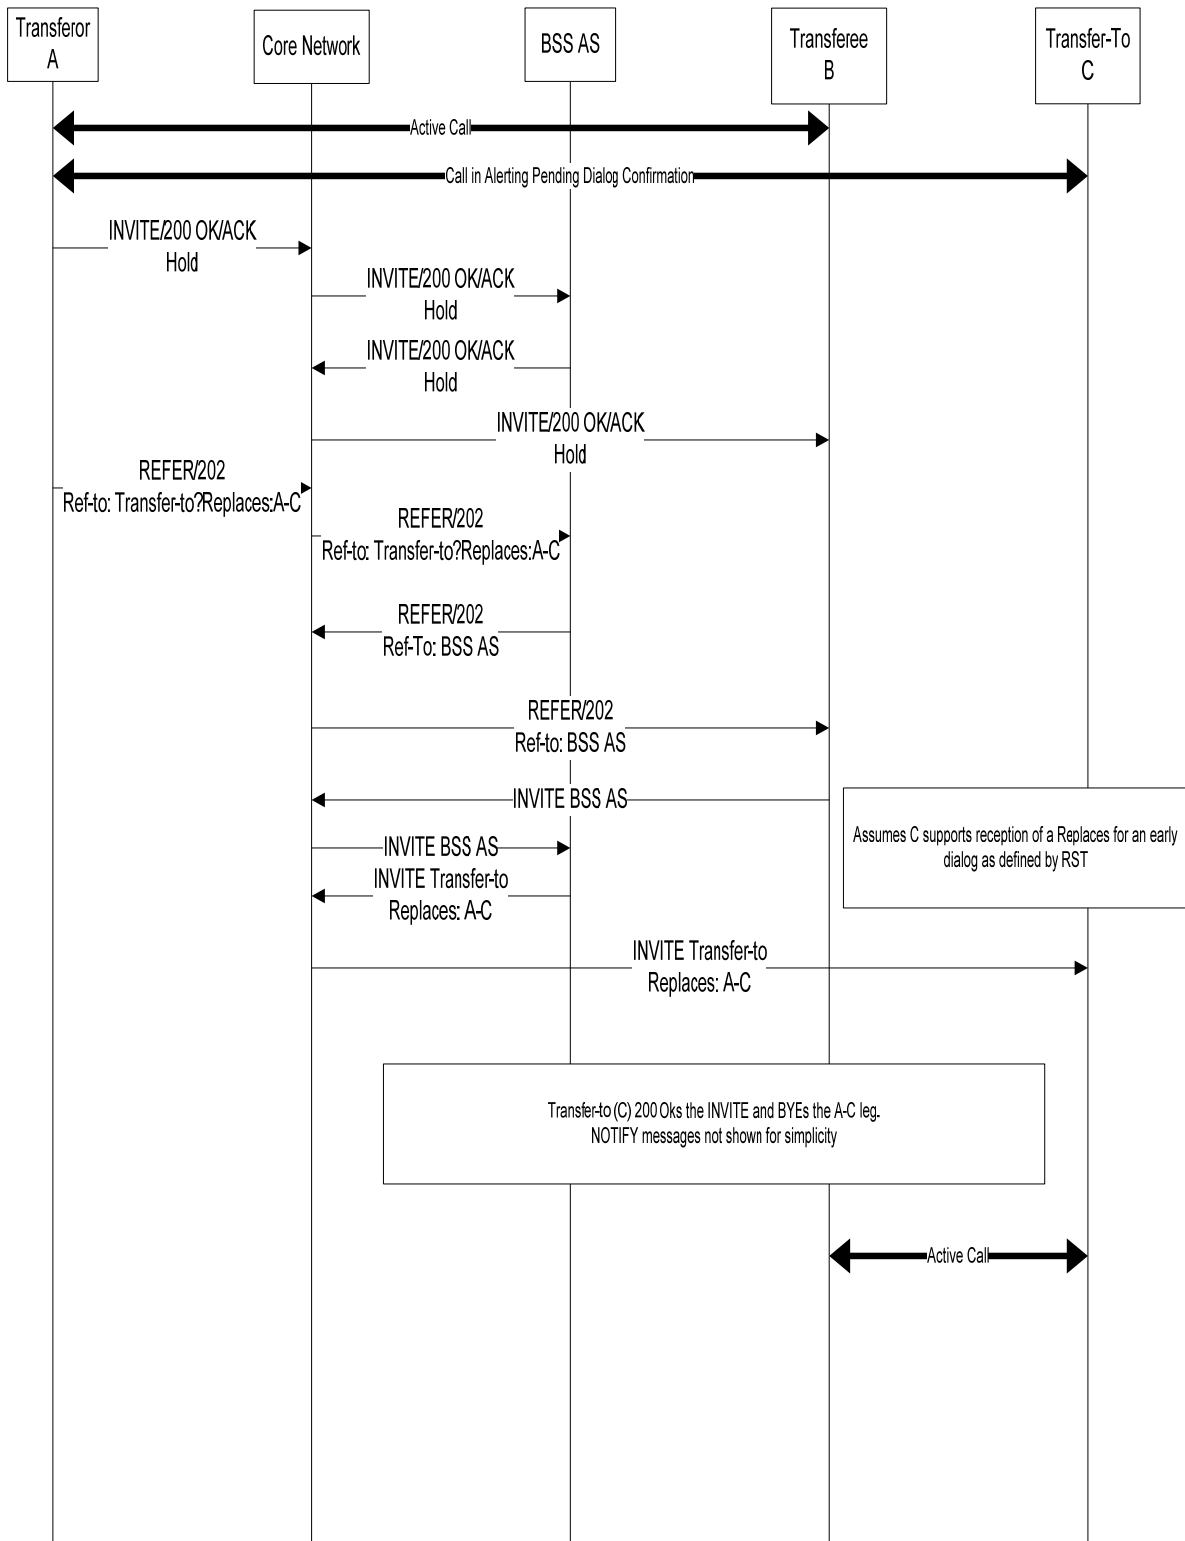 Transferor
A
Core Network
BSS AS
Transferee
B
Transfer-To
C
Active Call
Call in Alerting Pending Dialog Confirmation
INVITE/200 OK/ACK
Hold
INVITE/200 OK/ACK
Hold
INVITE/200 OK/ACK
Hold
INVITE/200 OK/ACK
Hold
REFER/202
Ref-to: Transfer-to?Replaces:A-C
REFER/202
Ref-to: Transfer-to?Replaces:A-C
REFER/202
Ref-To: BSS AS
REFER/202
Ref-to: BSS AS
INVITE BSS AS
Assumes C supports reception of a Replaces for an early
dialog as defined by RST
INVITE BSS AS
INVITE Transfer-to
Replaces: A-C
INVITE Transfer-to
Replaces: A-C
Transfer-to (C) 200 Oks the INVITE and BYEs the A-C leg.
NOTIFY messages not shown for simplicity
Active Call